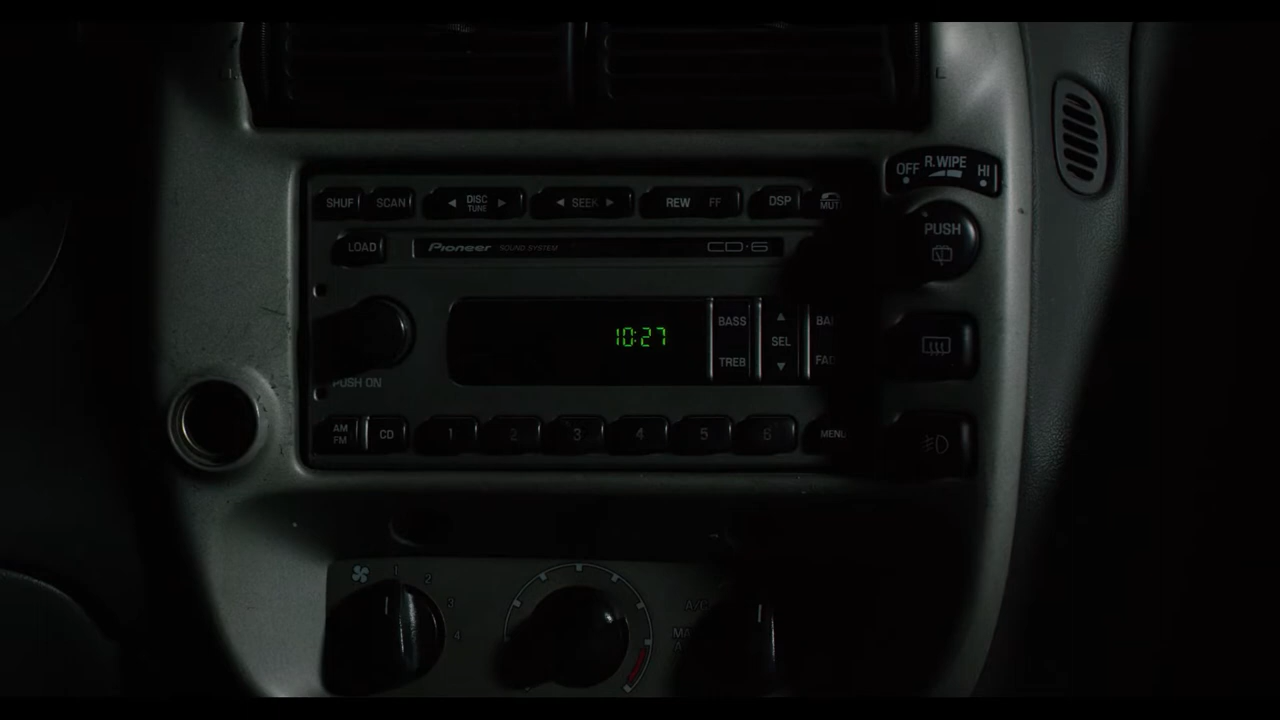 OFF R.WIPE HI
SHUF SCAN DISC TUNE SEEK REW FF DSP
PUSH
LOAD Pioneer SOUND SYSTEM CD·6
10:27
BASS SEL
TREB
PUSH ON
AM FM CD 1 2 3 4 5 6 MENU
1 2 3 4
A/C